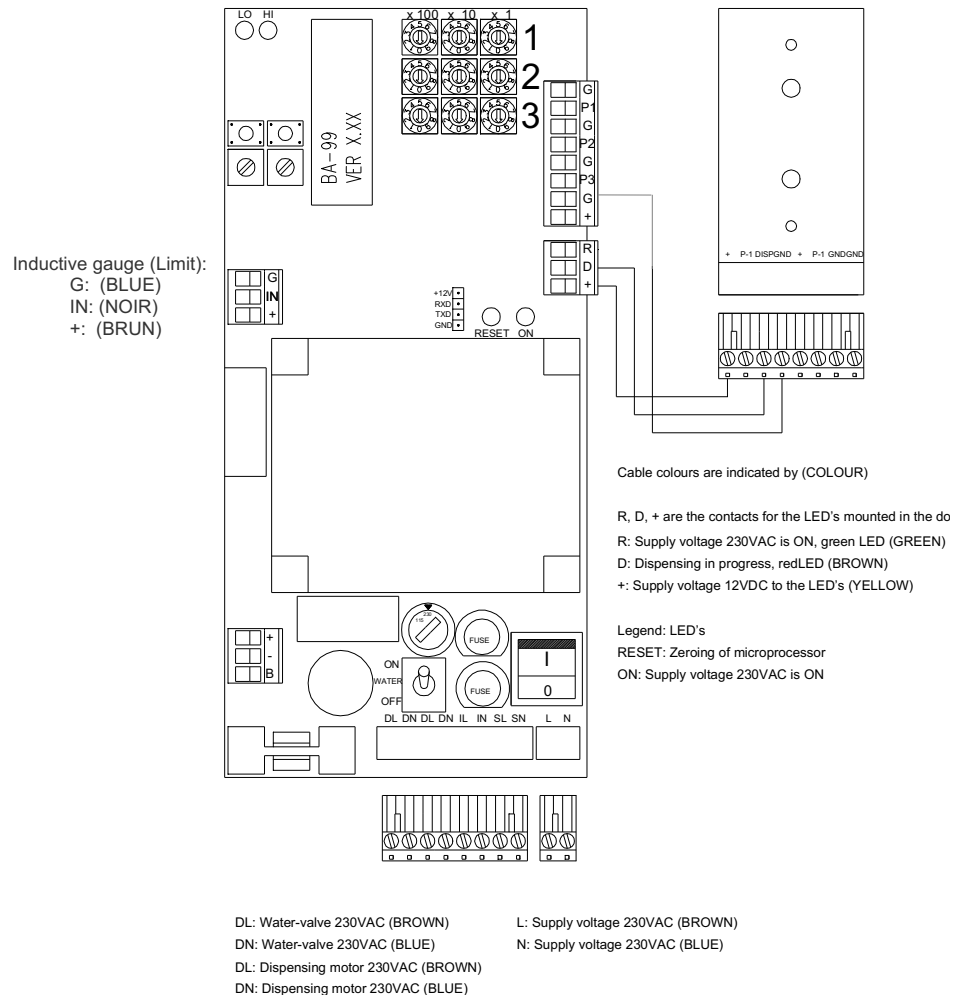 LO HI
x 100 x 10 x 1
1
2
3
BA-99
VER X.XX
G
P1
G
P2
G
P3
G
+
R
D
+
+ P-1 DISPGND + P-1 GNDGND
Inductive gauge (Limit):
G: (BLUE)
IN: (NOIR)
+: (BRUN)
G
IN
+
+12V
RXD
TXD
GND
RESET ON
Cable colours are indicated by (COLOUR)
R, D, + are the contacts for the LED's mounted in the do
R: Supply voltage 230VAC is ON, green LED (GREEN)
D: Dispensing in progress, redLED (BROWN)
+: Supply voltage 12VDC to the LED's (YELLOW)
Legend: LED's
RESET: Zeroing of microprocessor
ON: Supply voltage 230VAC is ON
+
-
B
230
115
FUSE
FUSE
I
0
ON
WATER
OFF
DL DN DL DN IL IN SL SN L N
DL: Water-valve 230VAC (BROWN)
DN: Water-valve 230VAC (BLUE)
DL: Dispensing motor 230VAC (BROWN)
DN: Dispensing motor 230VAC (BLUE)
L: Supply voltage 230VAC (BROWN)
N: Supply voltage 230VAC (BLUE)